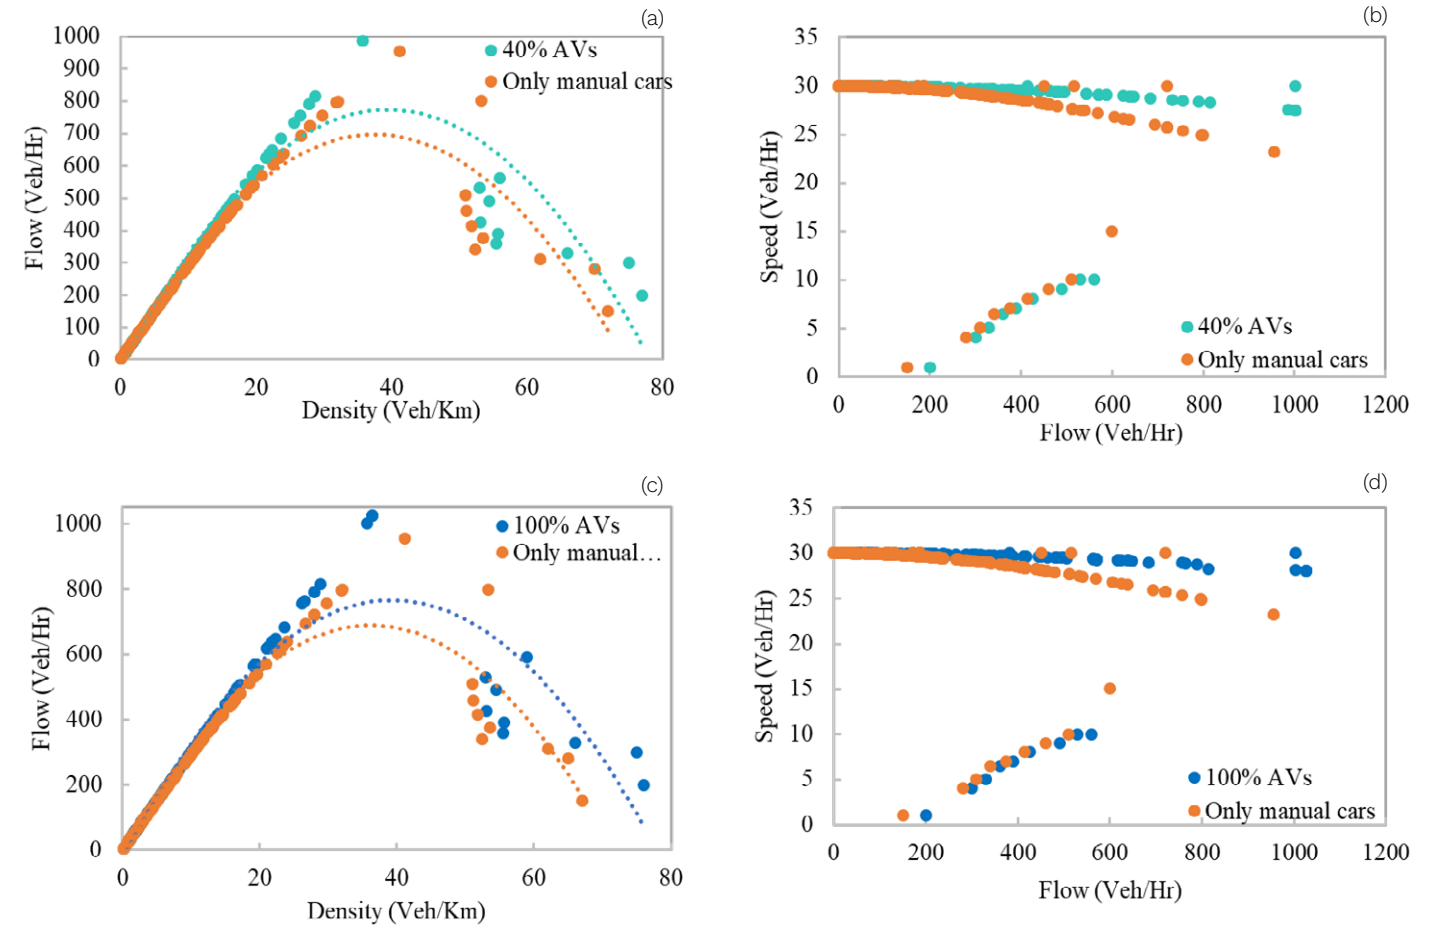 (a)
1000
900
800
700
600
500
400
300
200
100
0
Flow (Veh/Hr)
40% AVs
Only manual cars
0 20 40 60 80
Density (Veh/Km)
(b)
35
30
25
20
15
10
5
0
Speed (Veh/Hr)
40% AVs
Only manual cars
0 200 400 600 800 1000 1200
Flow (Veh/Hr)
(c)
1000
800
600
400
200
0
Flow (Veh/Hr)
100% AVs
Only manual…
0 20 40 60 80
Density (Veh/Km)
(d)
35
30
25
20
15
10
5
0
Speed (Veh/Hr)
100% AVs
Only manual cars
0 200 400 600 800 1000 1200
Flow (Veh/Hr)